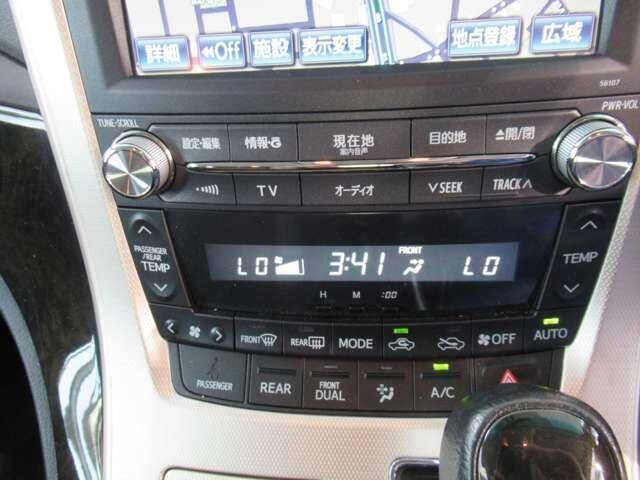 詳細 ◀◀Off 施設 表示変更 地点登録 広域
56107
TUNE•SCROLL PWR•VOL
設定・編集 情報・G 現在地 目的地 ▲開/閉
案内音声
TV オーディオ ∨SEEK TRACK∧
PASSENGER/REAR TEMP LO 3:41 FRONT LO TEMP
H M :00
FRONT REAR MODE OFF AUTO
PASSENGER REAR FRONT DUAL A/C